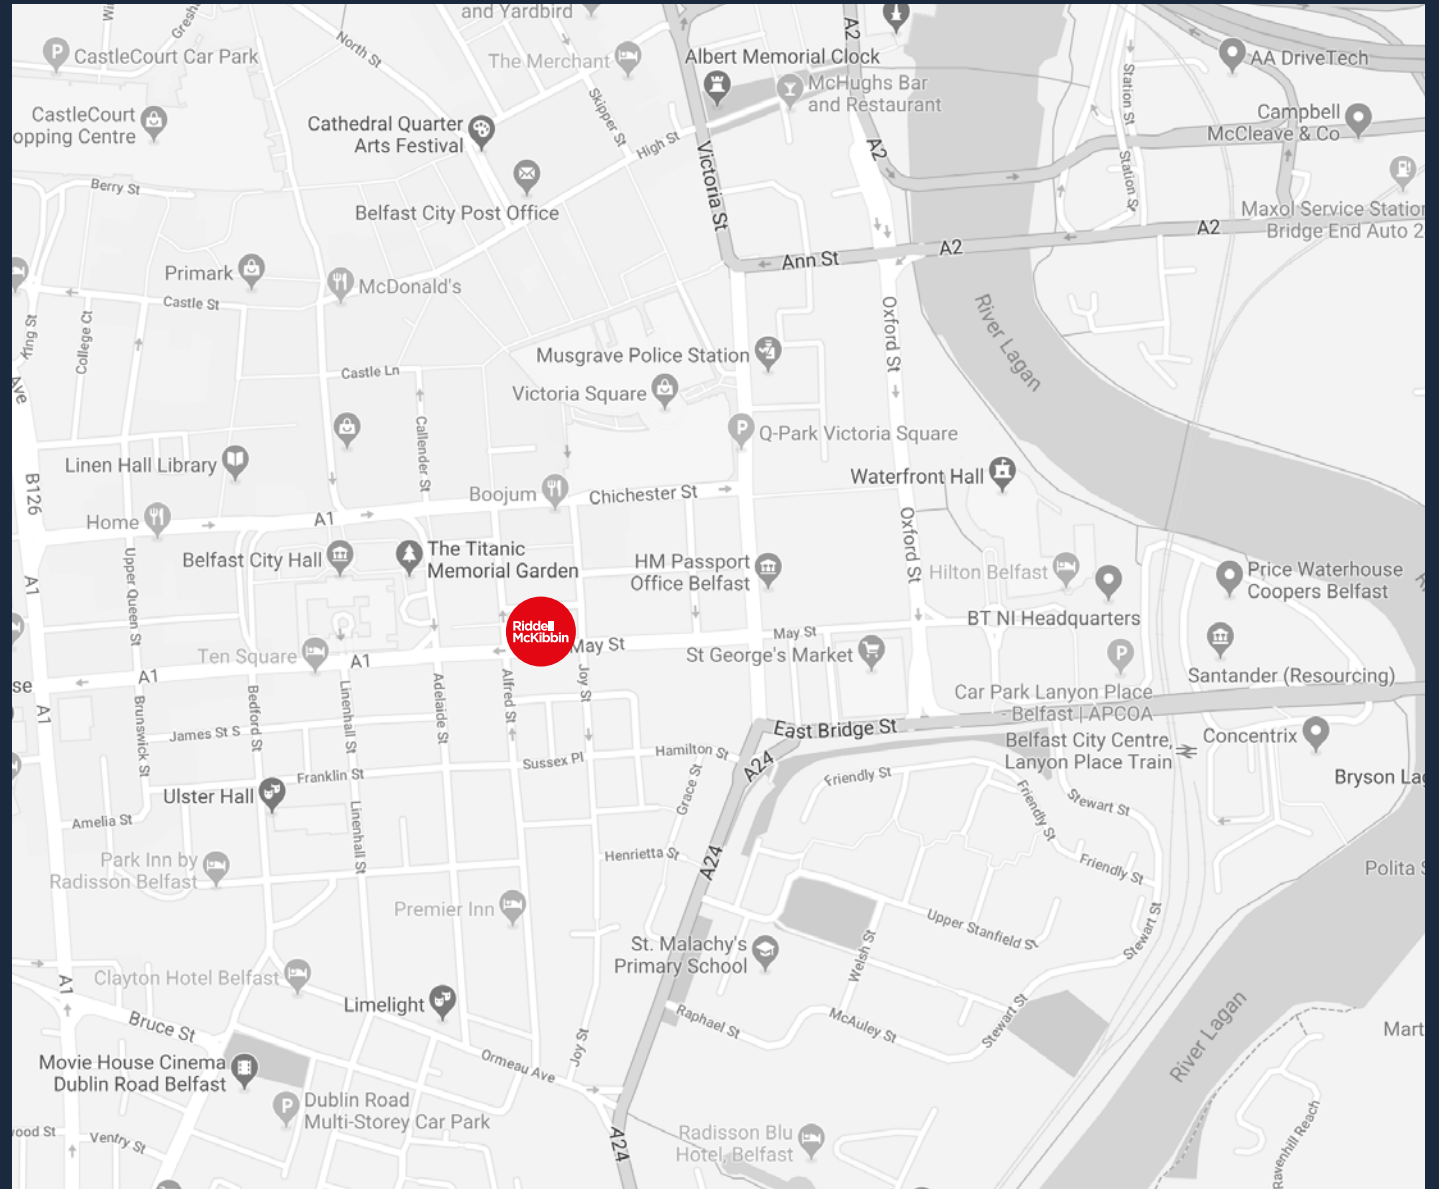 and Yardbird
Gresh
North St
CastleCourt Car Park
The Merchant
Albert Memorial Clock
A2
AA DriveTech
McHughs Bar
and Restaurant
Station St
Campbell
McCleave & Co
CastleCourt
opping Centre
Cathedral Quarter
Arts Festival
Skipper St
High St
Victoria St
A2
Station St
Berry St
Belfast City Post Office
Maxol Service Station
Bridge End Auto 2
A2
A2
Ann St
Primark
McDonald's
Castle St
King St
College Ct
Oxford St
River Lagan
Musgrave Police Station
Castle Ln
Victoria Square
Ave
Callender St
Q-Park Victoria Square
Linen Hall Library
Waterfront Hall
B126
Boojum
Chichester St
Home
A1
Oxford St
Belfast City Hall
The Titanic
Memorial Garden
HM Passport
Office Belfast
Hilton Belfast
Price Waterhouse
Coopers Belfast
A1
Upper Queen St
BT NI Headquarters
Riddell
McKibbin
May St
May St
St George's Market
Ten Square
A1
A1
se
Santander (Resourcing)
Car Park Lanyon Place
- Belfast | APCOA
A1
Brunswick St
Bedford St
Linenhall St
Adelaide St
Alfred St
Joy St
James St S
East Bridge St
Belfast City Centre,
Lanyon Place Train
Concentrix
Hamilton St
Sussex Pl
A24
Franklin St
Friendly St
Bryson Lag
Ulster Hall
Grace St
Friendly St
Stewart St
Amelia St
Linenhall St
Henrietta St
A24
Friendly St
Park Inn by
Radisson Belfast
Polita S
Premier Inn
Upper Stanfield St
Stewart St
St. Malachy's
Primary School
Welsh St
Clayton Hotel Belfast
A1
Limelight
Bruce St
Raphael St
McAuley St
Stewart St
River Lagan
Mart
Joy St
Ormeau Ave
Movie House Cinema
Dublin Road Belfast
Dublin Road
Multi-Storey Car Park
ood St
Ventry St
A24
Radisson Blu
Hotel, Belfast
Ravenhill Reach